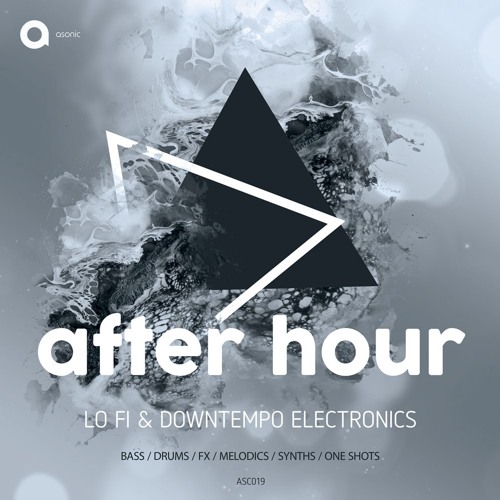 asonic
after hour
LO FI & DOWNTEMPO ELECTRONICS
BASS / DRUMS / FX / MELODICS / SYNTHS / ONE SHOTS
ASC019